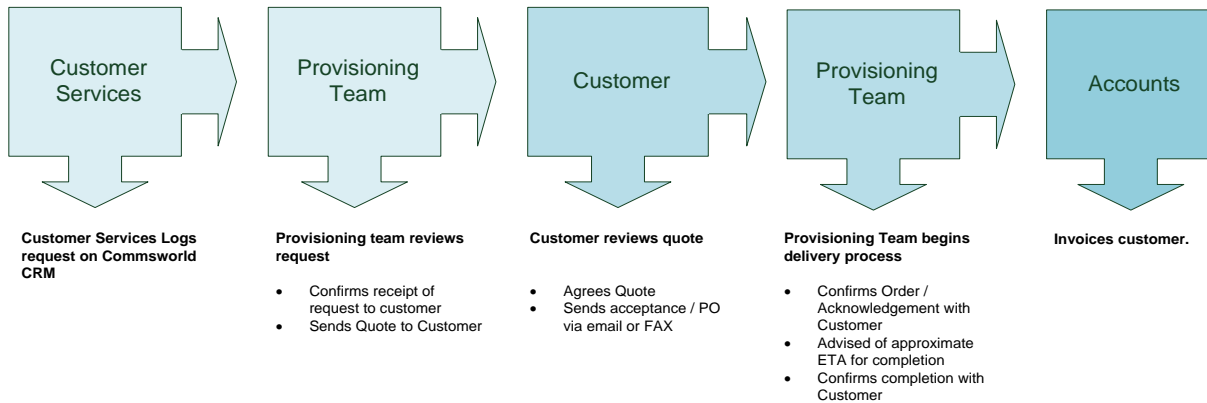 Customer
Services
Provisioning
Team
Customer
Provisioning
Team
Accounts
Customer Services Logs
request on Commsworld
CRM
Provisioning team reviews
request
• Confirms receipt of
request to customer
• Sends Quote to Customer
Customer reviews quote
• Agrees Quote
• Sends acceptance / PO
via email or FAX
Provisioning Team begins
delivery process
• Confirms Order /
Acknowledgement with
Customer
• Advised of approximate
ETA for completion
• Confirms completion with
Customer
Invoices customer.